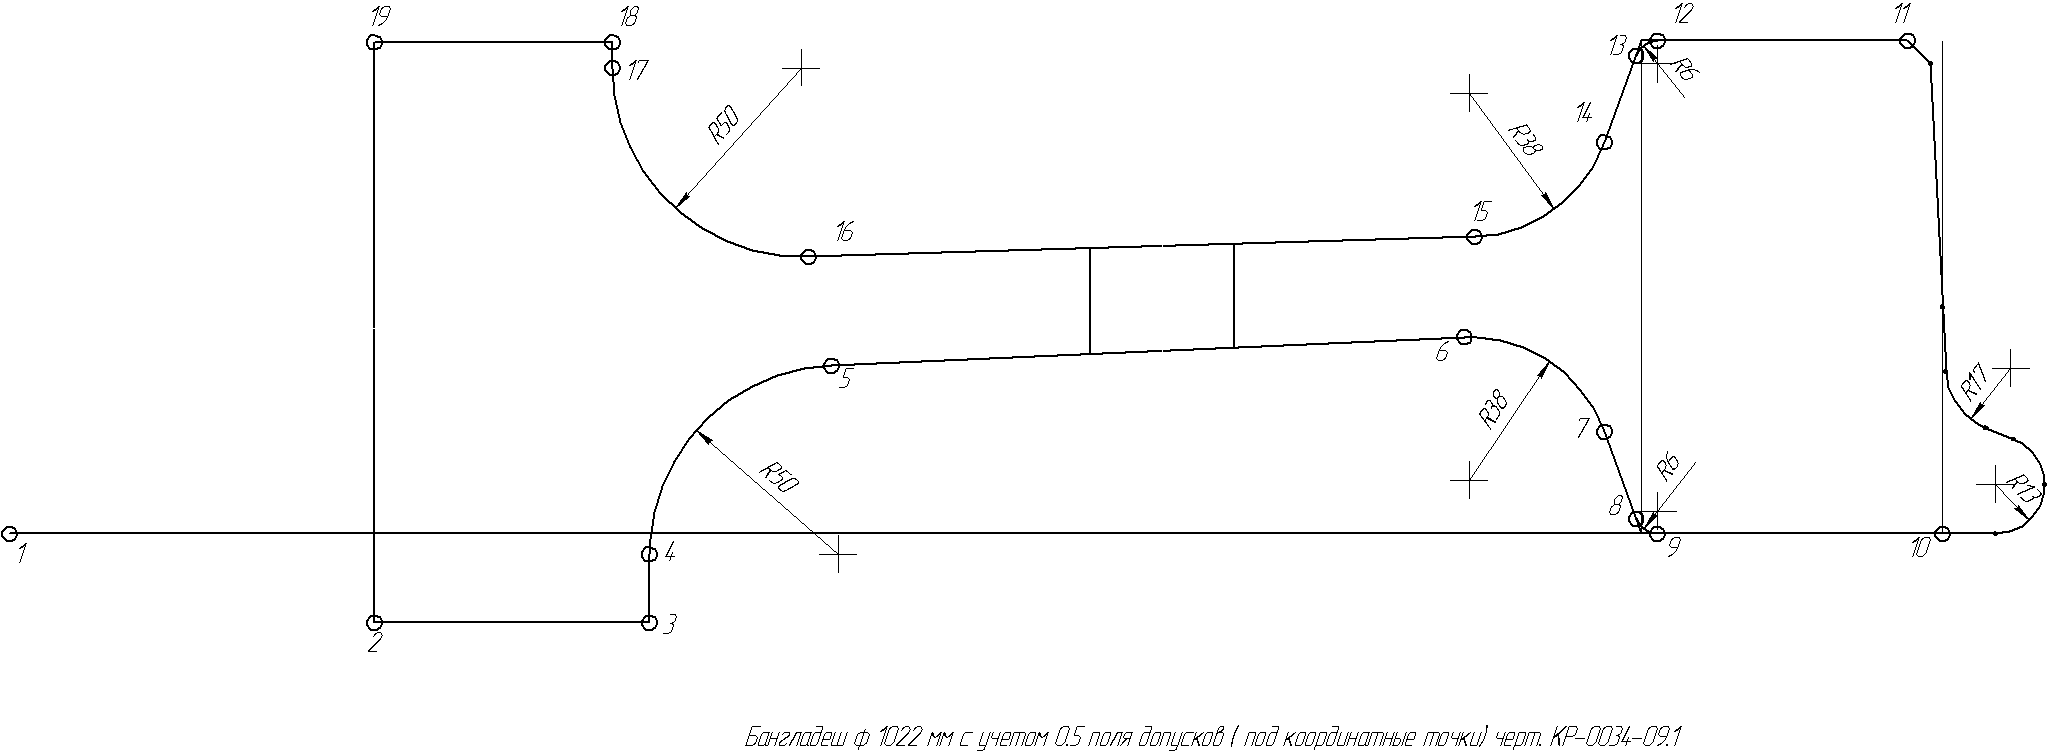 19
18
12
11
13
17
R6
R50
14
R38
15
16
6
5
R17
R38
7
R50
R6
R13
8
1
4
9
10
3
2
Бангладеш ф 1022 мм с учетом 0.5 поля допусков ( под координатные точки) черт. КР-0034-09.1